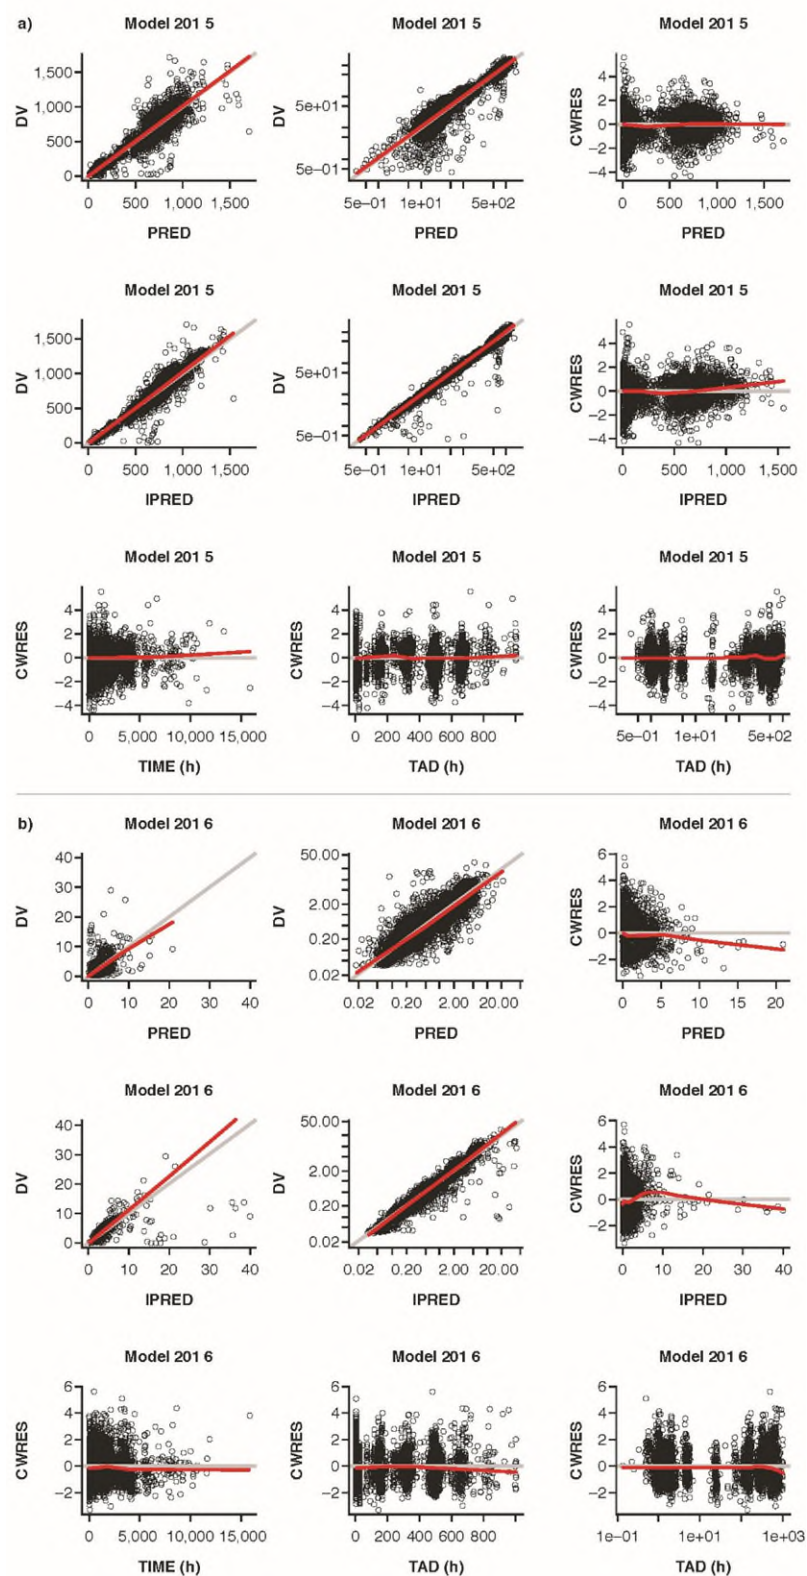 a)
Model 201 5
Model 201 5
Model 201 5
DV
1,500
1,000
500
0
0 500 1,000 1,500
PRED
DV
5e+01
5e−01
5e−01 1e+01 5e+02
PRED
CWRES
4
2
0
−2
−4
0 500 1,000 1,500
PRED
Model 201 5
Model 201 5
Model 201 5
DV
1,500
1,000
500
0
0 500 1,000 1,500
IPRED
DV
5e+01
5e−01
5e−01 1e+01 5e+02
IPRED
CWRES
4
2
0
−2
−4
0 500 1,000 1,500
IPRED
Model 201 5
Model 201 5
Model 201 5
CWRES
4
2
0
−2
−4
0 5,000 10,000 15,000
TIME (h)
CWRES
4
2
0
−2
−4
0 200 400 600 800
TAD (h)
CWRES
4
2
0
−2
−4
5e−01 1e+01 5e+02
TAD (h)
b)
Model 201 6
Model 201 6
Model 201 6
DV
40
30
20
10
0
0 10 20 30 40
PRED
DV
50.00
2.00
0.20
0.02
0.02 0.20 2.00 20.00
PRED
CWRES
6
4
2
0
−2
0 5 10 15 20
PRED
Model 201 6
Model 201 6
Model 201 6
DV
40
30
20
10
0
0 10 20 30 40
IPRED
DV
50.00
2.00
0.20
0.02
0.02 0.20 2.00 20.00
IPRED
CWRES
6
4
2
0
−2
0 10 20 30 40
IPRED
Model 201 6
Model 201 6
Model 201 6
CWRES
6
4
2
0
−2
0 5,000 10,000 15,000
TIME (h)
CWRES
6
4
2
0
−2
0 200 400 600 800
TAD (h)
CWRES
6
4
2
0
−2
1e−01 1e+01 1e+03
TAD (h)